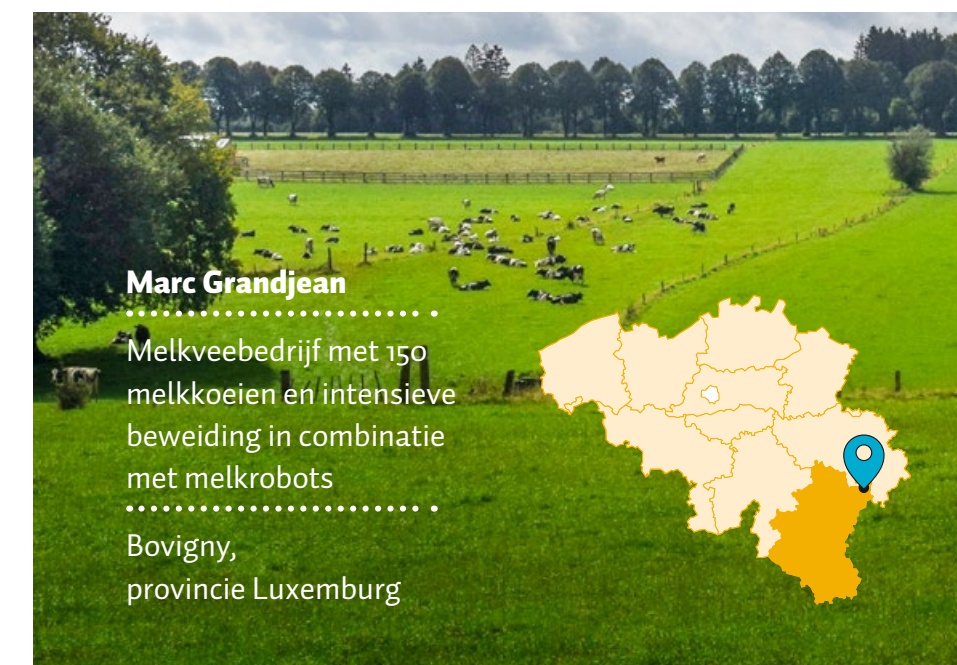 Marc Grandjean
Melkveebedrijf met 150
melkkoeien en intensieve
beweiding in combinatie
met melkrobots
Bovigny,
provincie Luxemburg